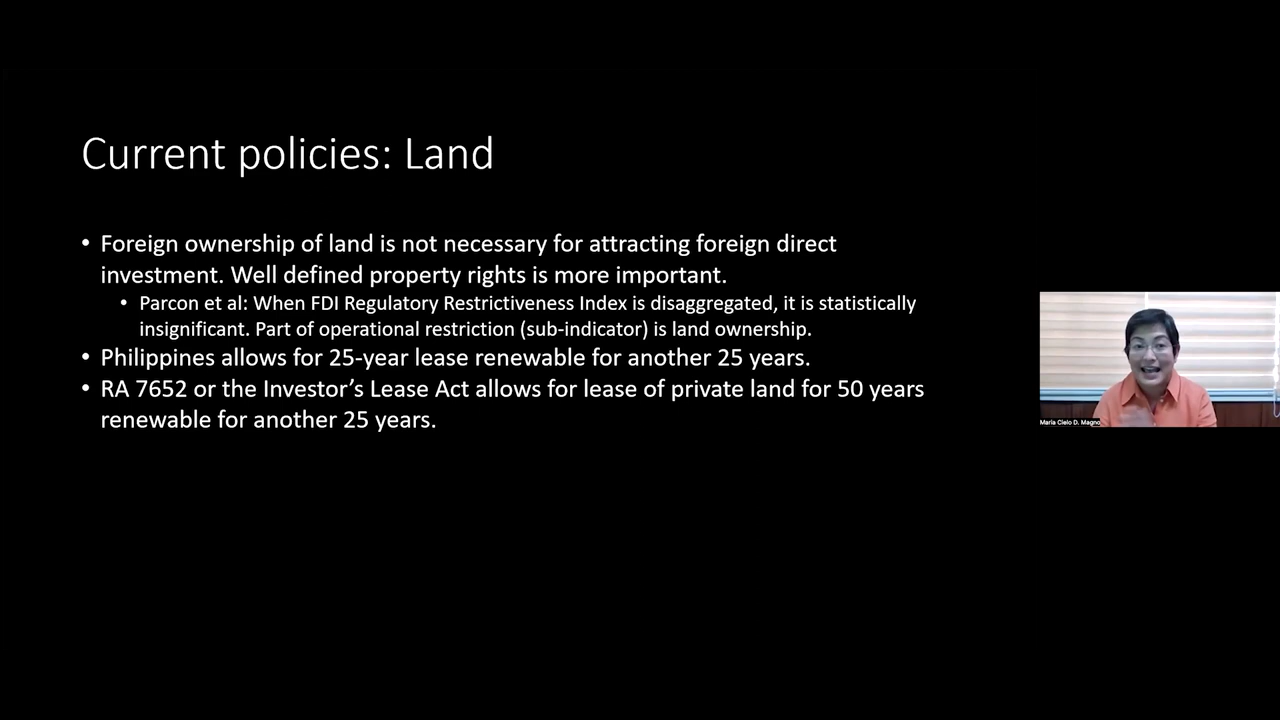 Current policies: Land
• Foreign ownership of land is not necessary for attracting foreign direct
investment. Well defined property rights is more important.
• Parcon et al: When FDI Regulatory Restrictiveness Index is disaggregated, it is statistically
insignificant. Part of operational restriction (sub-indicator) is land ownership.
• Philippines allows for 25-year lease renewable for another 25 years.
• RA 7652 or the Investor’s Lease Act allows for lease of private land for 50 years
renewable for another 25 years.
Maria Cielo D. Magno